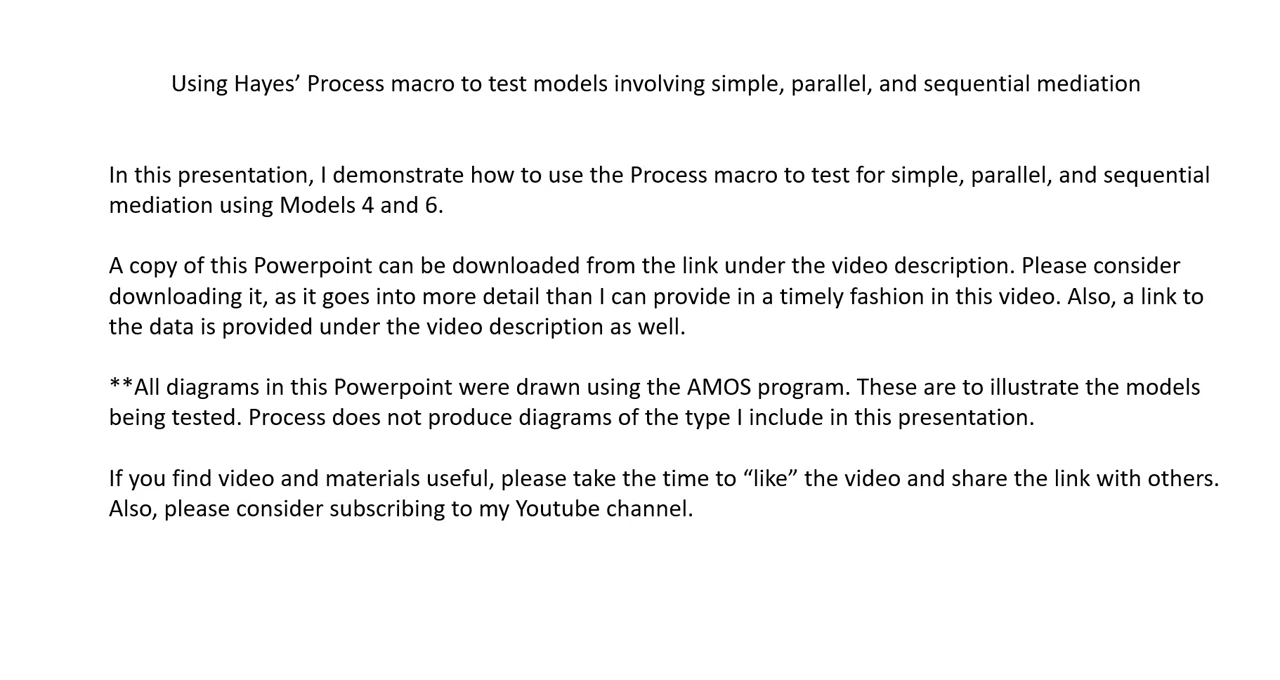 Using Hayes’ Process macro to test models involving simple, parallel, and sequential mediation
In this presentation, I demonstrate how to use the Process macro to test for simple, parallel, and sequential
mediation using Models 4 and 6.
A copy of this Powerpoint can be downloaded from the link under the video description. Please consider
downloading it, as it goes into more detail than I can provide in a timely fashion in this video. Also, a link to
the data is provided under the video description as well.
**All diagrams in this Powerpoint were drawn using the AMOS program. These are to illustrate the models
being tested. Process does not produce diagrams of the type I include in this presentation.
If you find video and materials useful, please take the time to “like” the video and share the link with others.
Also, please consider subscribing to my Youtube channel.